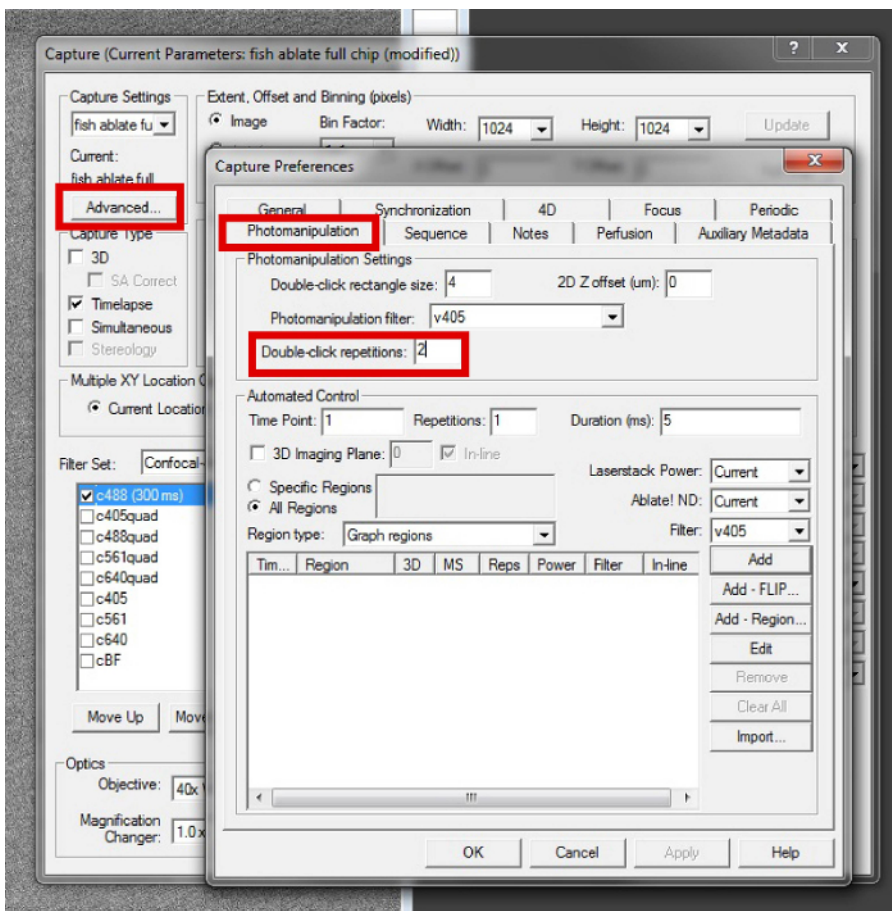 Capture (Current Parameters: fish ablate full chip (modified))
Capture Settings
fish ablate fu
Current:
fish ablate full
Advanced...
Extent, Offset and Binning (pixels)
Image
Bin Factor:
Width: 1024
Height: 1024
Update
Capture Type
3D
SA Correct
Timelapse
Simultaneous
Stereology
Multiple XY Location
Current Location
Filter Set: Confocal-
c488 (300 ms)
c405quad
c488quad
c561quad
c640quad
c405
c561
c640
cBF
Move Up
Move
Optics
Objective: 40x
Magnification
Changer: 1.0x
Capture Preferences
General Synchronization 4D Focus Periodic
Photomanipulation Sequence Notes Perfusion Auxiliary Metadata
Photomanipulation Settings
Double-click rectangle size: 4 2D Z offset (um): 0
Photomanipulation filter: v405
Double-click repetitions: 2
Automated Control
Time Point: 1 Repetitions: 1 Duration (ms): 5
3D Imaging Plane: 0 In-line
Specific Regions
All Regions
Laserstack Power: Current
Ablate! ND: Current
Region type: Graph regions
Filter: v405
Tim... Region 3D MS Reps Power Filter In-line
Add
Add - FLIP...
Add - Region...
Edit
Remove
Clear All
Import...
OK Cancel Apply Help